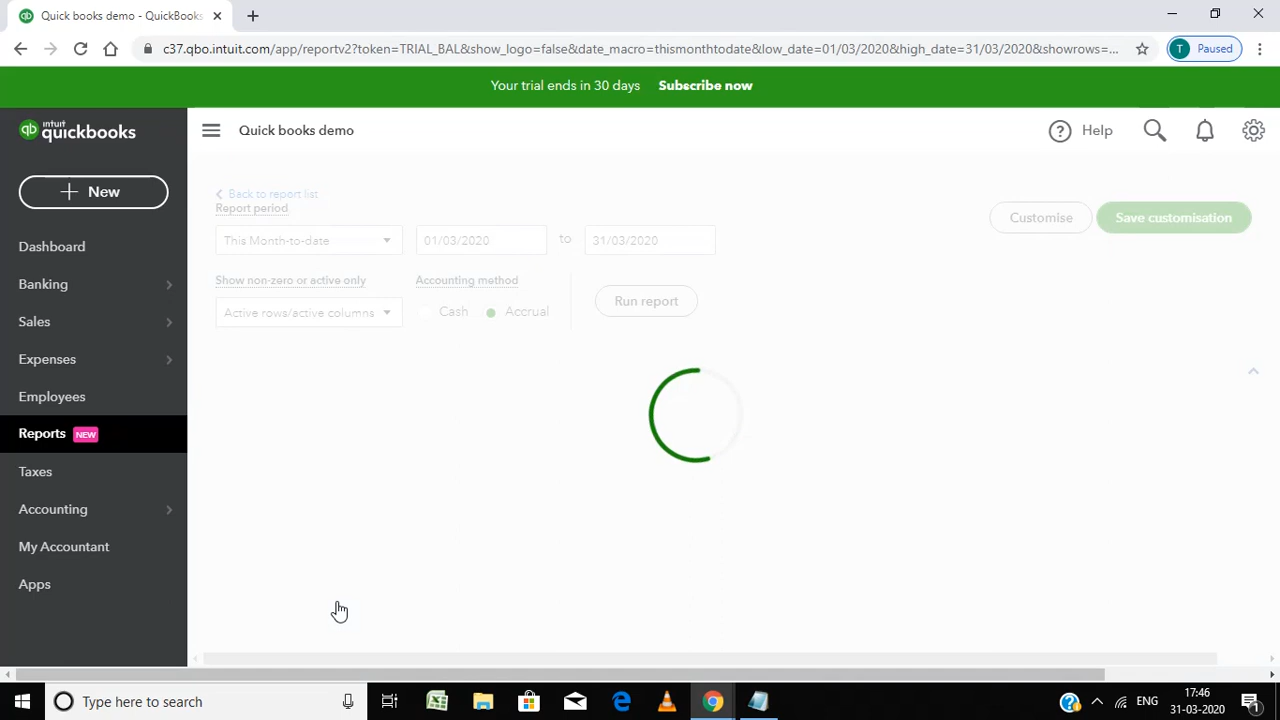 Quick books demo - QuickBooks
c37.qbo.intuit.com/app/reportv2?token=TRIAL_BAL&show_logo=false&date_macro=thismonthtodate&low_date=01/03/2020&high_date=31/03/2020&showrows=...
T Paused
Your trial ends in 30 days Subscribe now
qb intuit quickbooks
Quick books demo
Help
New
Back to report list
Report period
This Month-to-date
01/03/2020
to
31/03/2020
Customise
Save customisation
Show non-zero or active only
Accounting method
Active rows/active columns
Cash
Accrual
Run report
Dashboard
Banking
Sales
Expenses
Employees
Reports NEW
Taxes
Accounting
My Accountant
Apps
Type here to search
ENG
17:46
31-03-2020
1